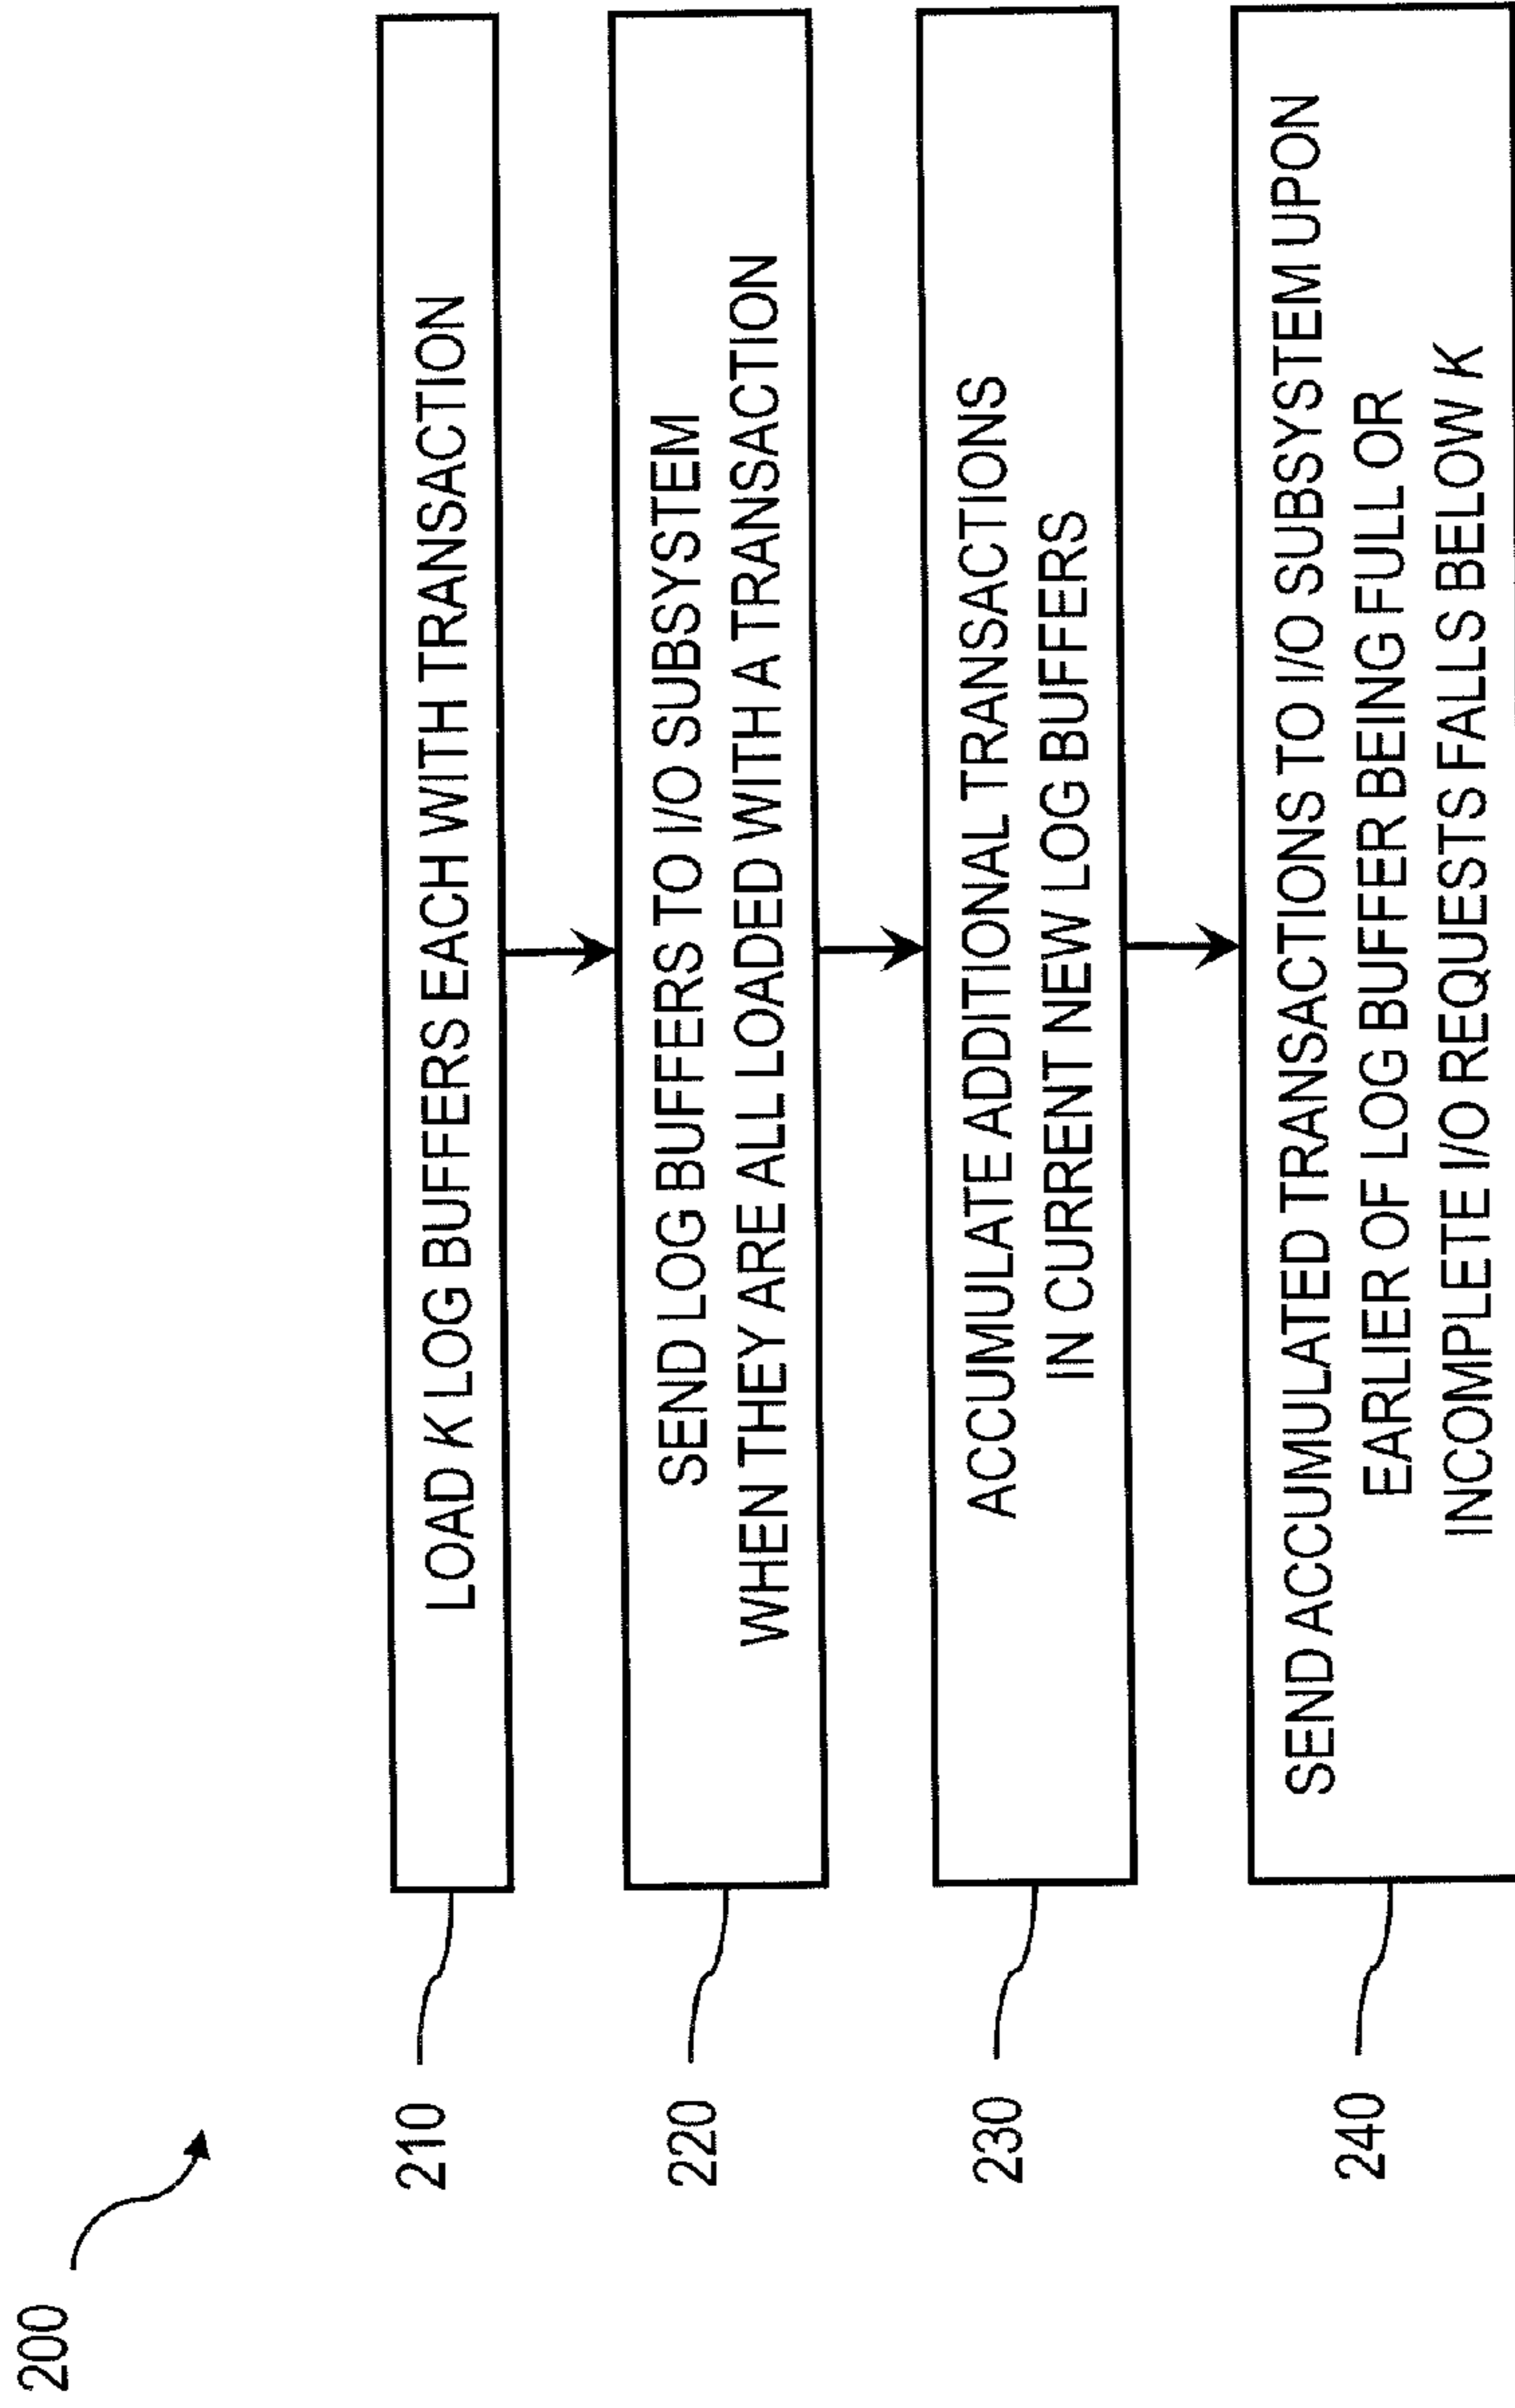 200
210
LOAD K LOG BUFFERS EACH WITH TRANSACTION
220
SEND LOG BUFFERS TO I/O SUBSYSTEM
WHEN THEY ARE ALL LOADED WITH A TRANSACTION
230
ACCUMULATE ADDITIONAL TRANSACTIONS
IN CURRENT NEW LOG BUFFERS
240
SEND ACCUMULATED TRANSACTIONS TO I/O SUBSYSTEM UPON
EARLIER OF LOG BUFFER BEING FULL OR
INCOMPLETE I/O REQUESTS FALLS BELOW K